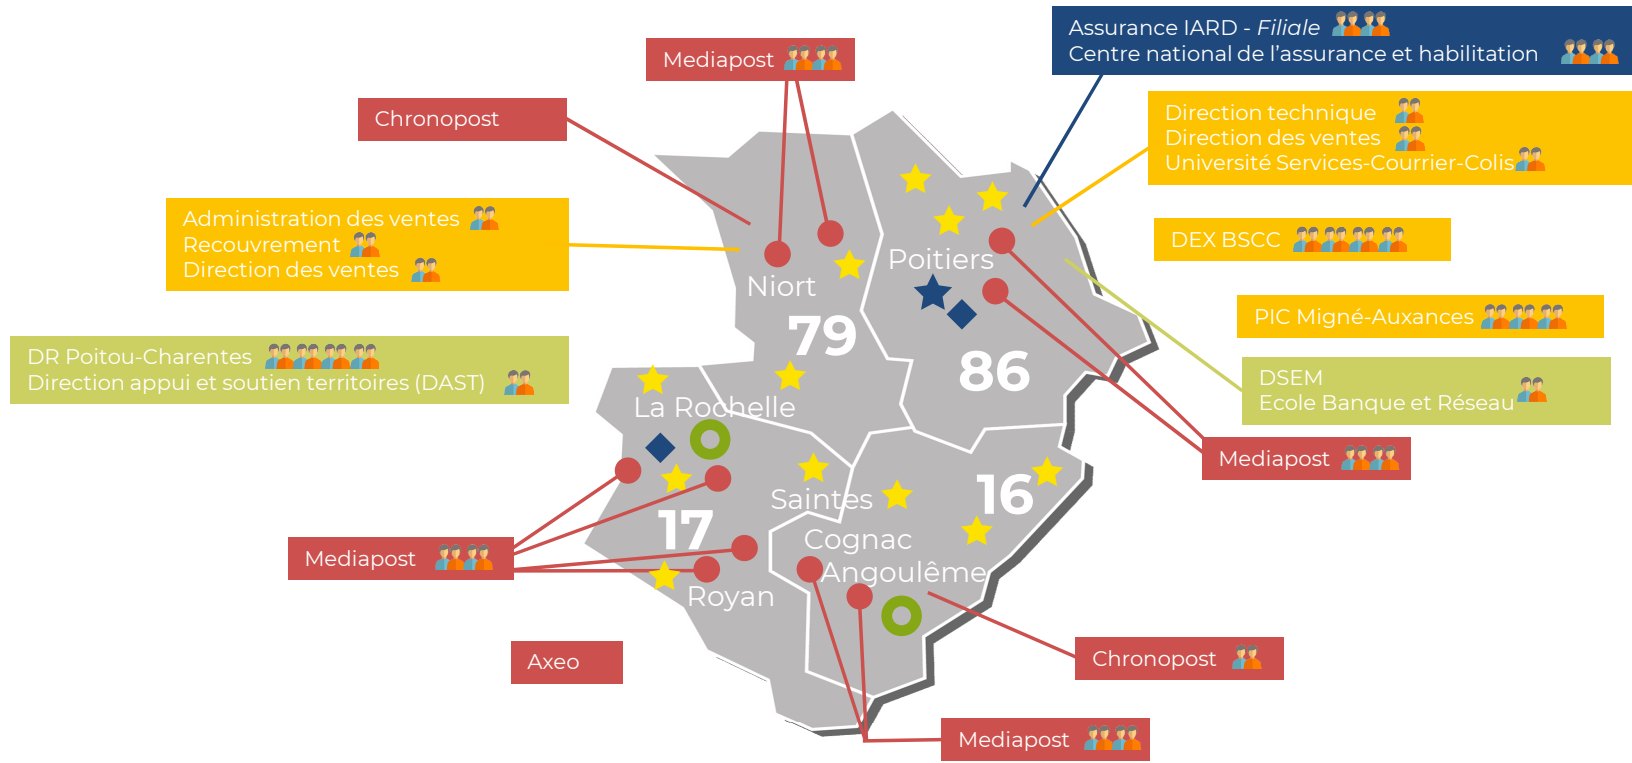 Assurance IARD - Filiale
Centre national de l'assurance et habilitation
Mediapost
Chronopost
Direction technique
Direction des ventes
Université Services-Courrier-Colis
Administration des ventes
Recouvrement
Direction des ventes
DEX BSCC
Poitiers
Niort
79
PIC Migné-Auxances
DR Poitou-Charentes
Direction appui et soutien territoires (DAST)
86
DSEM
Ecole Banque et Réseau
La Rochelle
Mediapost
Saintes
16
17
Cognac
Mediapost
Angoulême
Royan
Axeo
Chronopost
Mediapost